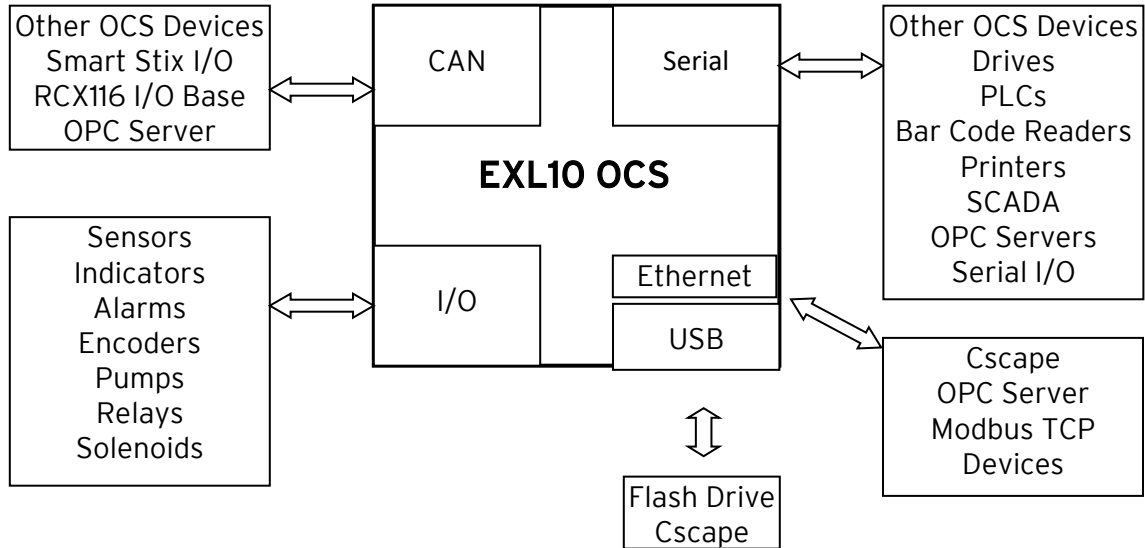 Other OCS Devices
Smart Stix I/O
RCX116 I/O Base
OPC Server
CAN
Serial
Other OCS Devices
Drives
PLCs
Bar Code Readers
Printers
SCADA
OPC Servers
Serial I/O
EXL10 OCS
Sensors
Indicators
Alarms
Encoders
Pumps
Relays
Solenoids
I/O
Ethernet
USB
Cscape
OPC Server
Modbus TCP
Devices
Flash Drive
Cscape